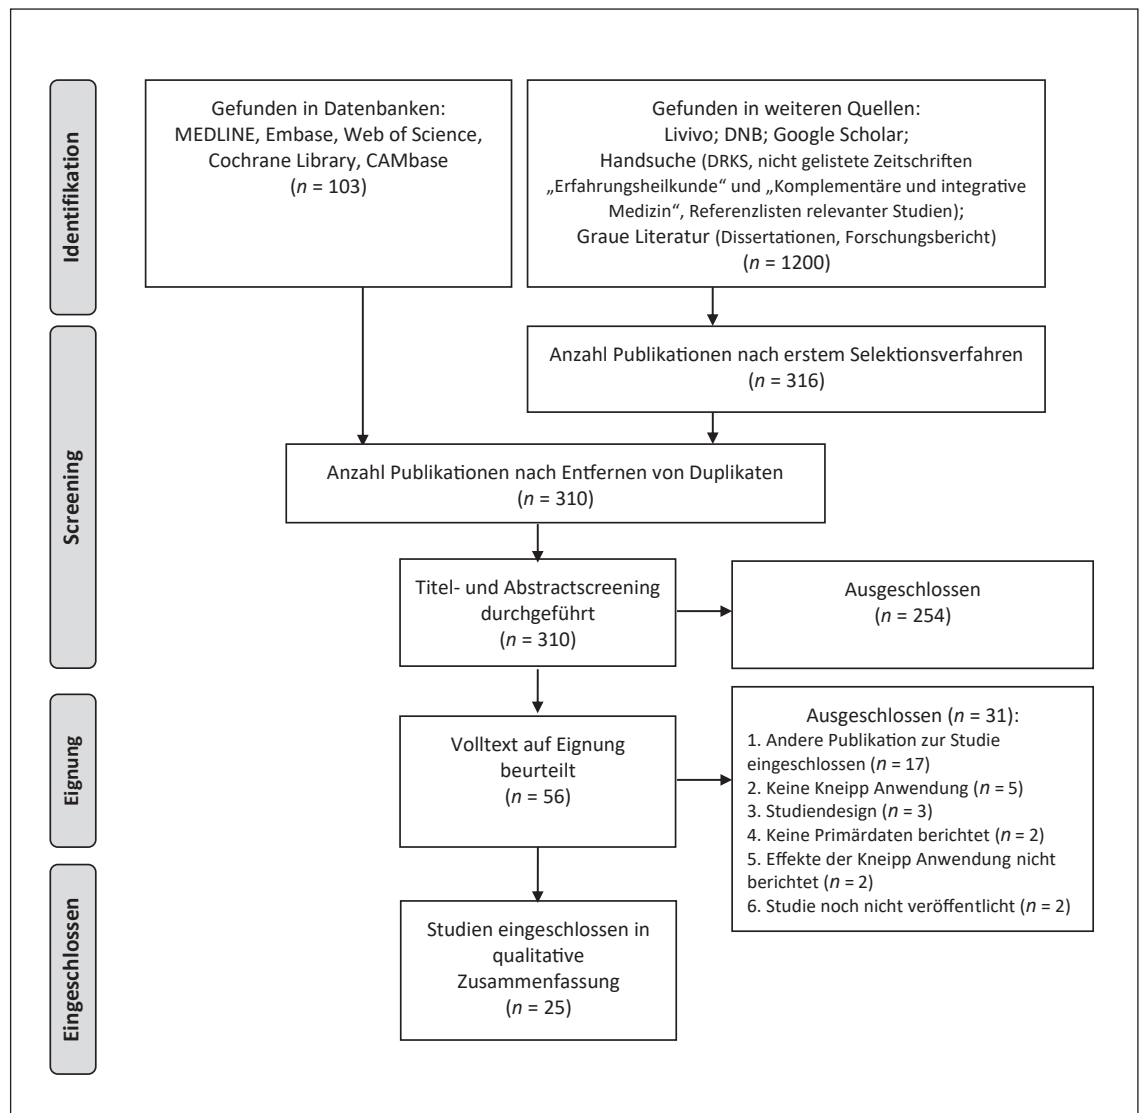 Identifikation
Gefunden in Datenbanken:
MEDLINE, Embase, Web of Science,
Cochrane Library, CAMbase
(n = 103)
Gefunden in weiteren Quellen:
Livivo; DNB; Google Scholar;
Handsuche (DRKS, nicht gelistete Zeitschriften
„Erfahrungsheilkunde“ und „Komplementäre und integrative
Medizin“, Referenzlisten relevanter Studien);
Graue Literatur (Dissertationen, Forschungsbericht)
(n = 1200)
Screening
Anzahl Publikationen nach erstem Selektionsverfahren
(n = 316)
Anzahl Publikationen nach Entfernen von Duplikaten
(n = 310)
Titel- und Abstractscreening
durchgeführt
(n = 310)
Ausgeschlossen
(n = 254)
Eignung
Volltext auf Eignung
beurteilt
(n = 56)
Ausgeschlossen (n = 31):
1. Andere Publikation zur Studie
eingeschlossen (n = 17)
2. Keine Kneipp Anwendung (n = 5)
3. Studiendesign (n = 3)
4. Keine Primärdaten berichtet (n = 2)
5. Effekte der Kneipp Anwendung nicht
berichtet (n = 2)
6. Studie noch nicht veröffentlicht (n = 2)
Eingeschlossen
Studien eingeschlossen in
qualitative
Zusammenfassung
(n = 25)